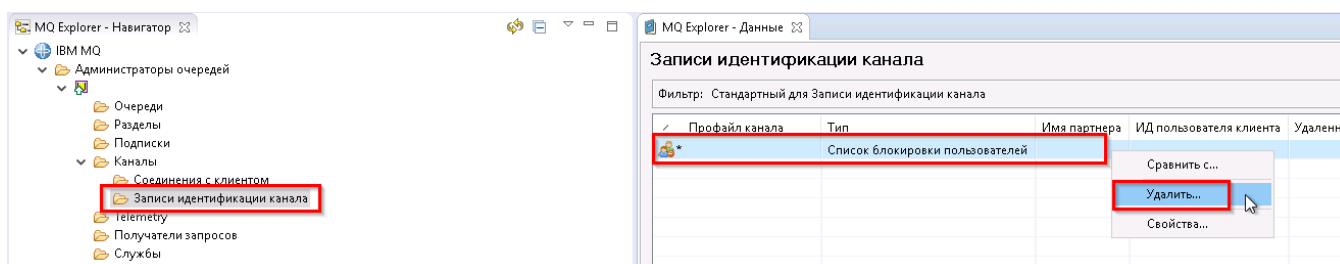 MQ Explorer - Навигатор
IBM MQ
Администраторы очередей
Очереди
Разделы
Подписки
Каналы
Соединения с клиентом
Записи идентификации канала
Telemetry
Получатели запросов
Службы
MQ Explorer - Данные
Записи идентификации канала
Фильтр: Стандартный для Записи идентификации канала
Профайл канала Тип Имя партнера ИД пользователя клиента Удаленн
* Список блокировки пользователей
Сравнить с...
Удалить...
Свойства...